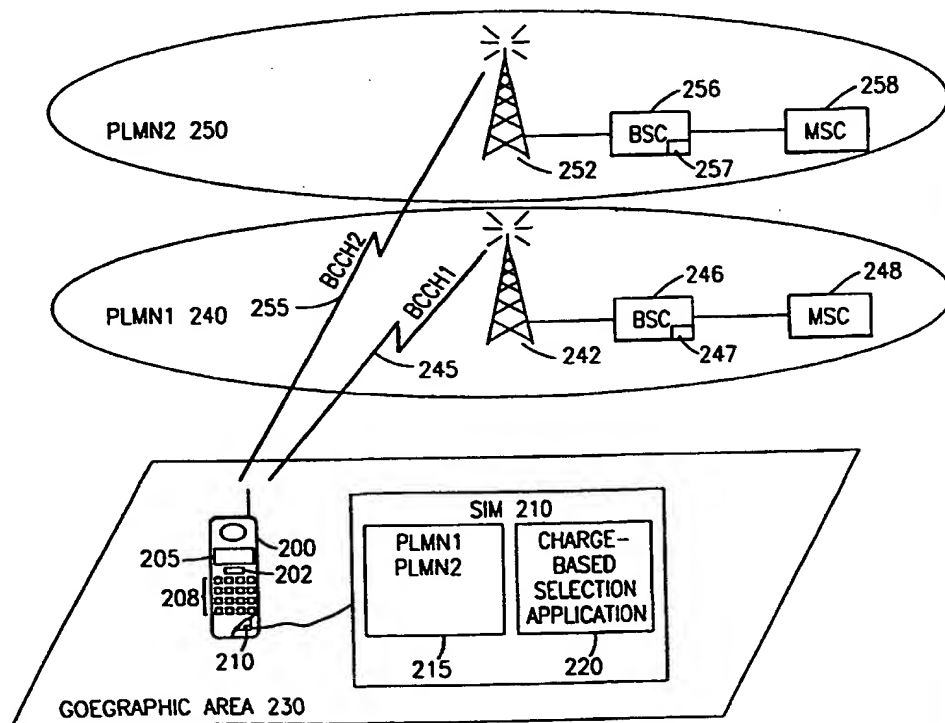 256
258
PLMN2 250
BSC
MSC
252
257
BCCH2
BCCH1
246
248
PLMN1 240
255
BSC
MSC
242
247
245
SIM 210
200
PLMN1
PLMN2
CHARGE-
BASED
SELECTION
APPLICATION
205
202
208
210
215
220
GOEGRAPHIC AREA 230